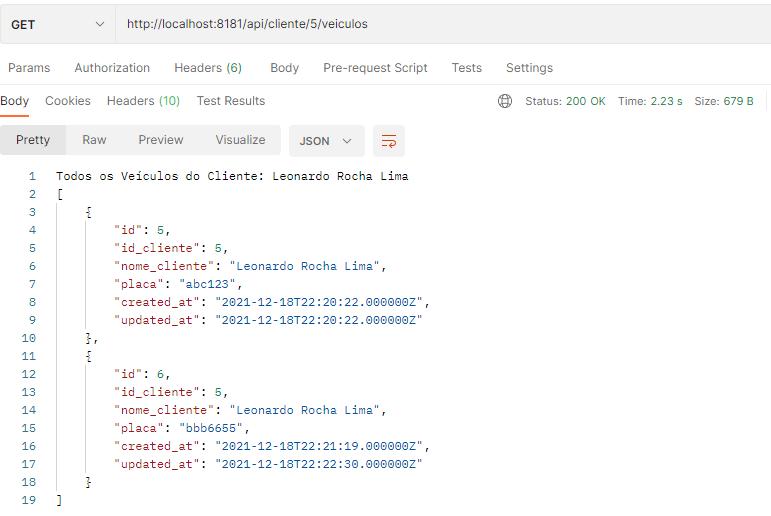 GET http://localhost:8181/api/cliente/5/veiculos
Params Authorization Headers (6) Body Pre-request Script Tests Settings
Body Cookies Headers (10) Test Results Status: 200 OK Time: 2.23 s Size: 679 B
Pretty Raw Preview Visualize JSON
1 Todos os Veículos do Cliente: Leonardo Rocha Lima
2 [
3 {
4 "id": 5,
5 "id_cliente": 5,
6 "nome_cliente": "Leonardo Rocha Lima",
7 "placa": "abc123",
8 "created_at": "2021-12-18T22:20:22.000000Z",
9 "updated_at": "2021-12-18T22:20:22.000000Z"
10 },
11 {
12 "id": 6,
13 "id_cliente": 5,
14 "nome_cliente": "Leonardo Rocha Lima",
15 "placa": "bbb6655",
16 "created_at": "2021-12-18T22:21:19.000000Z",
17 "updated_at": "2021-12-18T22:22:30.000000Z"
18 }
19 ]